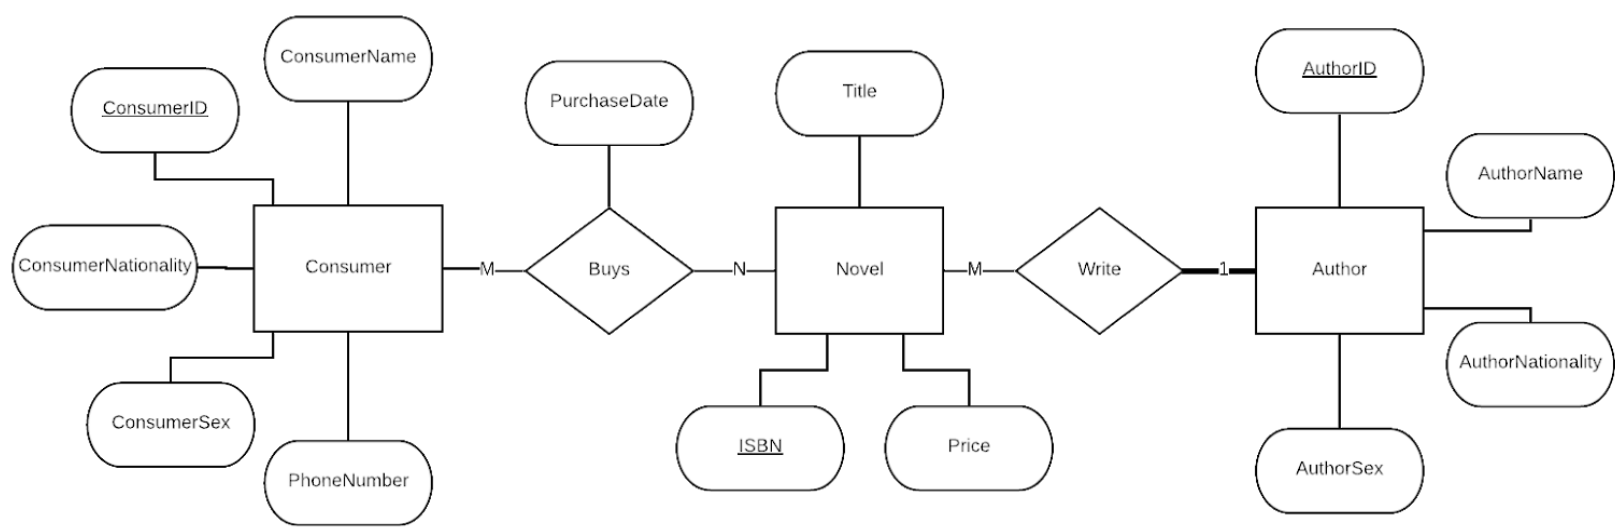 ConsumerName
ConsumerID
ConsumerNationality
Consumer
ConsumerSex
PhoneNumber
M
PurchaseDate
Buys
N
Title
Novel
ISBN
Price
M
Write
1
AuthorID
AuthorName
Author
AuthorNationality
AuthorSex